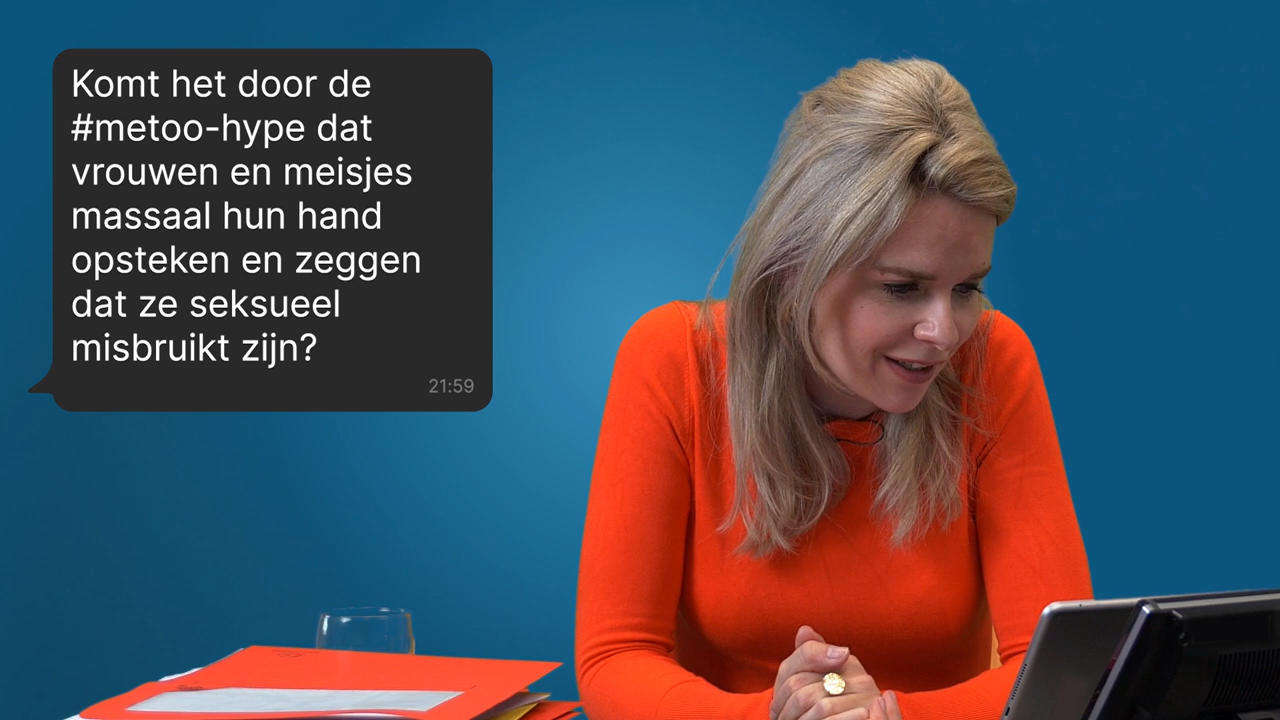 Komt het door de
#metoo-hype dat
vrouwen en meisjes
massaal hun hand
opsteken en zeggen
dat ze seksueel
misbruikt zijn?
21:59